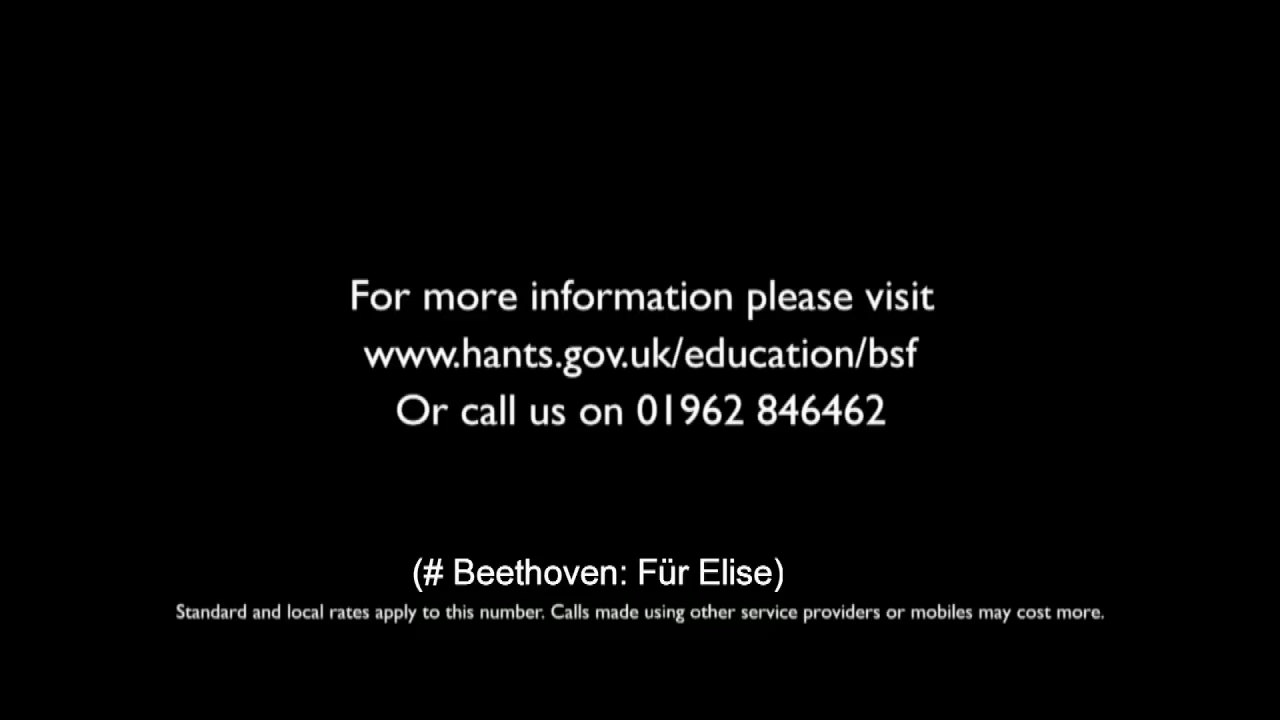 For more information please visit
www.hants.gov.uk/education/bsf
Or call us on 01962 846462
(# Beethoven: Für Elise)
Standard and local rates apply to this number. Calls made using other service providers or mobiles may cost more.